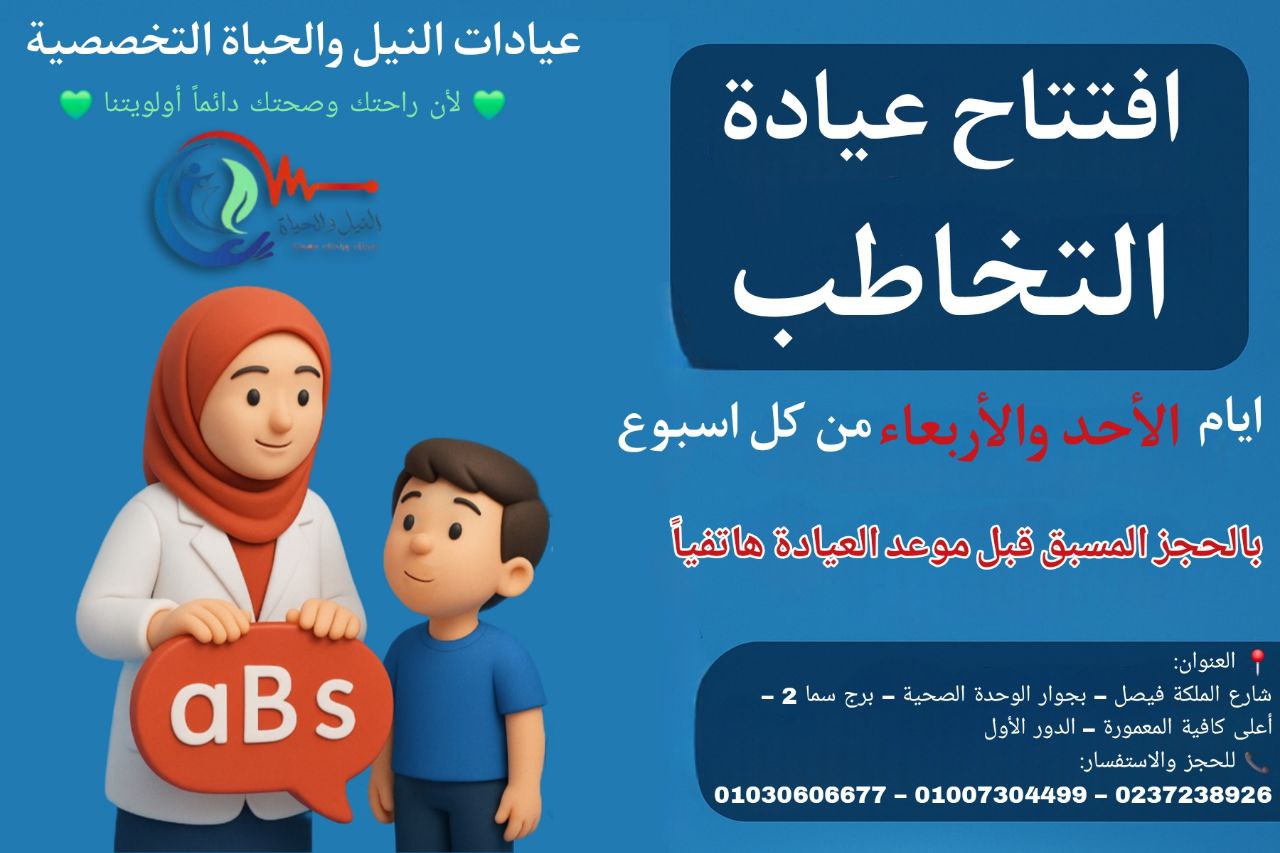 عيادات النيل والحياة التخصصية
💚 لأن راحتك وصحتك دائماً أولويتنا 💚
النيل والحياة
افتتاح عيادة
التخاطب
ايام الأحد والأربعاء من كل اسبوع
بالحجز المسبق قبل موعد العيادة هاتفياً
aBs
📍 العنوان:
شارع الملكة فيصل – بجوار الوحدة الصحية – برج سما 2 –
أعلى كافية المعمورة – الدور الأول
📞 للحجز والاستفسار:
01030606677 – 01007304499 – 0237238926